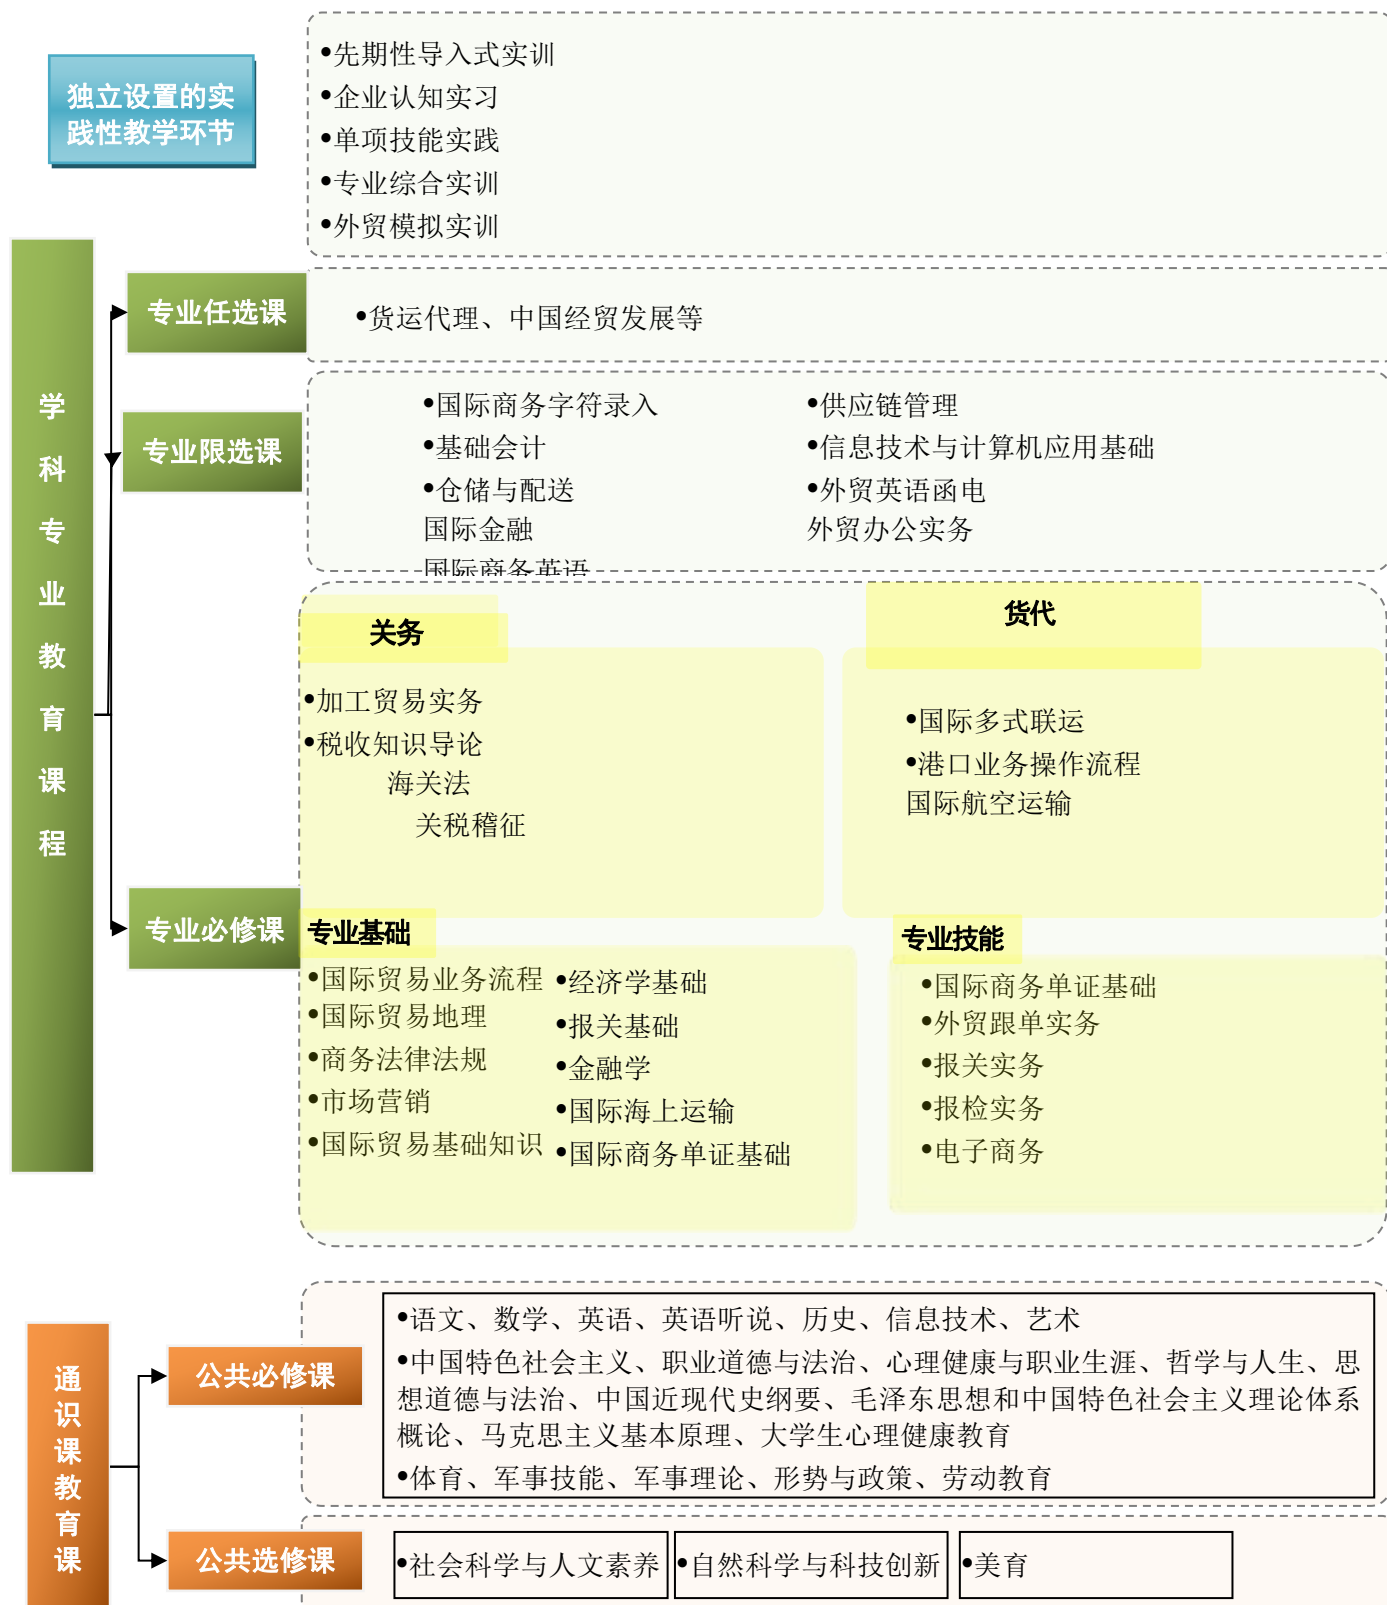 独立设置的实
践性教学环节
•先期性导入式实训
•企业认知实习
•单项技能实践
•专业综合实训
•外贸模拟实训
学科专业教育课程
专业任选课
•货运代理、中国经贸发展等
专业限选课
•国际商务字符录入
•基础会计
•仓储与配送
国际金融
国际商务英语
•供应链管理
•信息技术与计算机应用基础
•外贸英语函电
外贸办公实务
专业必修课
关务
•加工贸易实务
•税收知识导论
海关法
关税稽征
货代
•国际多式联运
•港口业务操作流程
国际航空运输
专业基础
•国际贸易业务流程
•国际贸易地理
•商务法律法规
•市场营销
•国际贸易基础知识
•经济学基础
•报关基础
•金融学
•国际海上运输
•国际商务单证基础
专业技能
•国际商务单证基础
•外贸跟单实务
•报关实务
•报检实务
•电子商务
通识课教育课
公共必修课
•语文、数学、英语、英语听说、历史、信息技术、艺术
•中国特色社会主义、职业道德与法治、心理健康与职业生涯、哲学与人生、思
想道德与法治、中国近现代史纲要、毛泽东思想和中国特色社会主义理论体系
概论、马克思主义基本原理、大学生心理健康教育
•体育、军事技能、军事理论、形势与政策、劳动教育
公共选修课
•社会科学与人文素养
•自然科学与科技创新
•美育